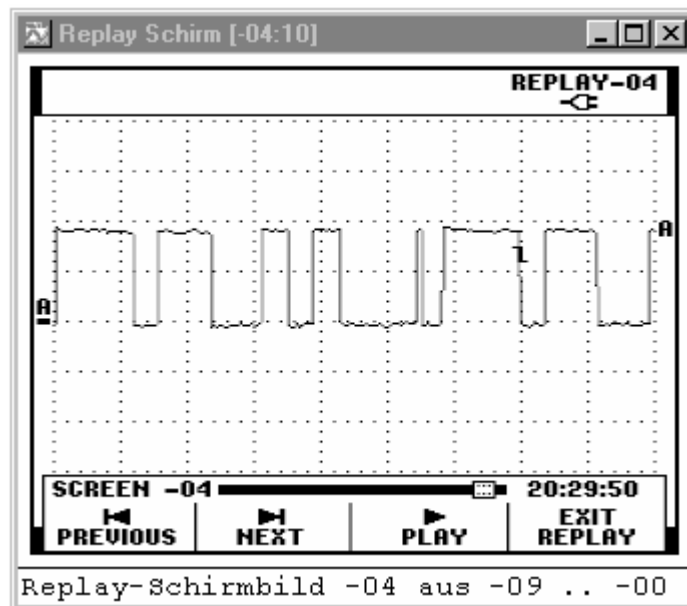 Replay Schirm [-04:10]
REPLAY-04
A
A
SCREEN -04 20:29:50
PREVIOUS NEXT PLAY EXIT REPLAY
Replay-Schirmbild -04 aus -09 .. -00